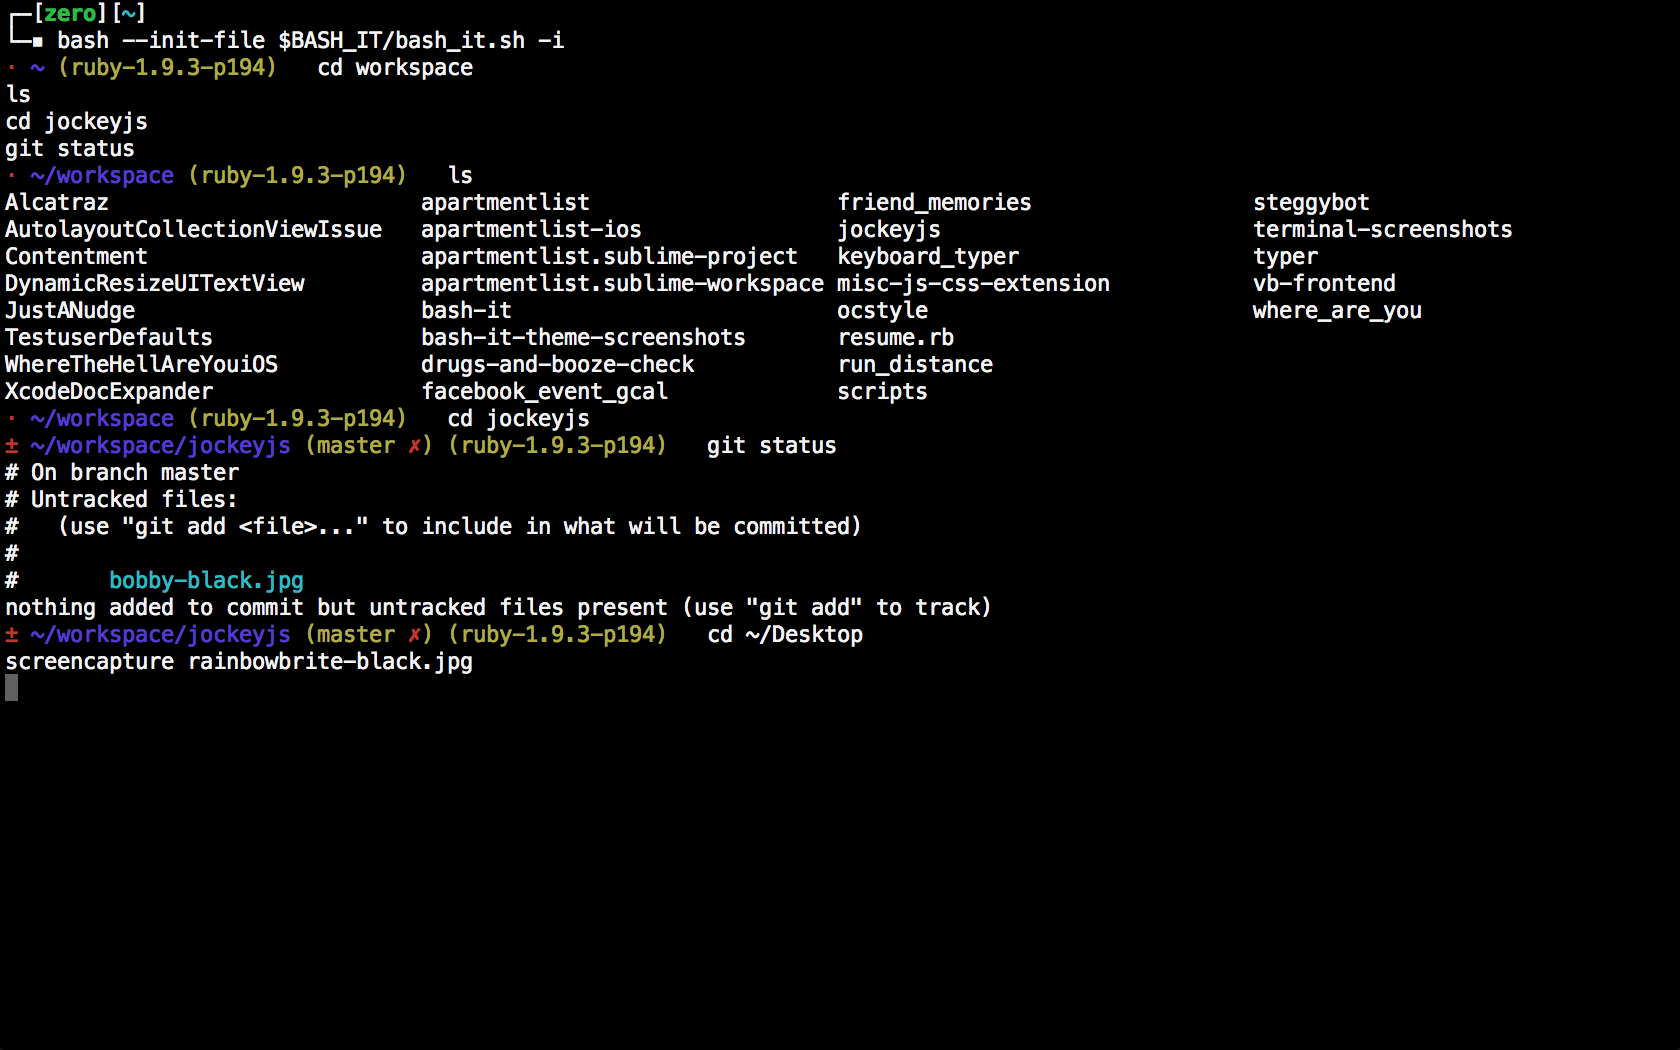 ┌─[zero][~]
└─▪ bash --init-file $BASH_IT/bash_it.sh -i
· ~ (ruby-1.9.3-p194)   cd workspace
ls
cd jockeyjs
git status
· ~/workspace (ruby-1.9.3-p194)   ls
Alcatraz                        apartmentlist                   friend_memories                 steggybot
AutolayoutCollectionViewIssue   apartmentlist-ios               jockeyjs                        terminal-screenshots
Contentment                     apartmentlist.sublime-project   keyboard_typer                  typer
DynamicResizeUITextView         apartmentlist.sublime-workspace misc-js-css-extension           vb-frontend
JustANudge                      bash-it                         ocstyle                         where_are_you
TestuserDefaults                bash-it-theme-screenshots       resume.rb
WhereTheHellAreYouiOS           drugs-and-booze-check           run_distance
XcodeDocExpander                facebook_event_gcal             scripts
· ~/workspace (ruby-1.9.3-p194)   cd jockeyjs
± ~/workspace/jockeyjs (master ✗) (ruby-1.9.3-p194)   git status
# On branch master
# Untracked files:
#   (use "git add <file>..." to include in what will be committed)
#
#       bobby-black.jpg
nothing added to commit but untracked files present (use "git add" to track)
± ~/workspace/jockeyjs (master ✗) (ruby-1.9.3-p194)   cd ~/Desktop
screencapture rainbowbrite-black.jpg